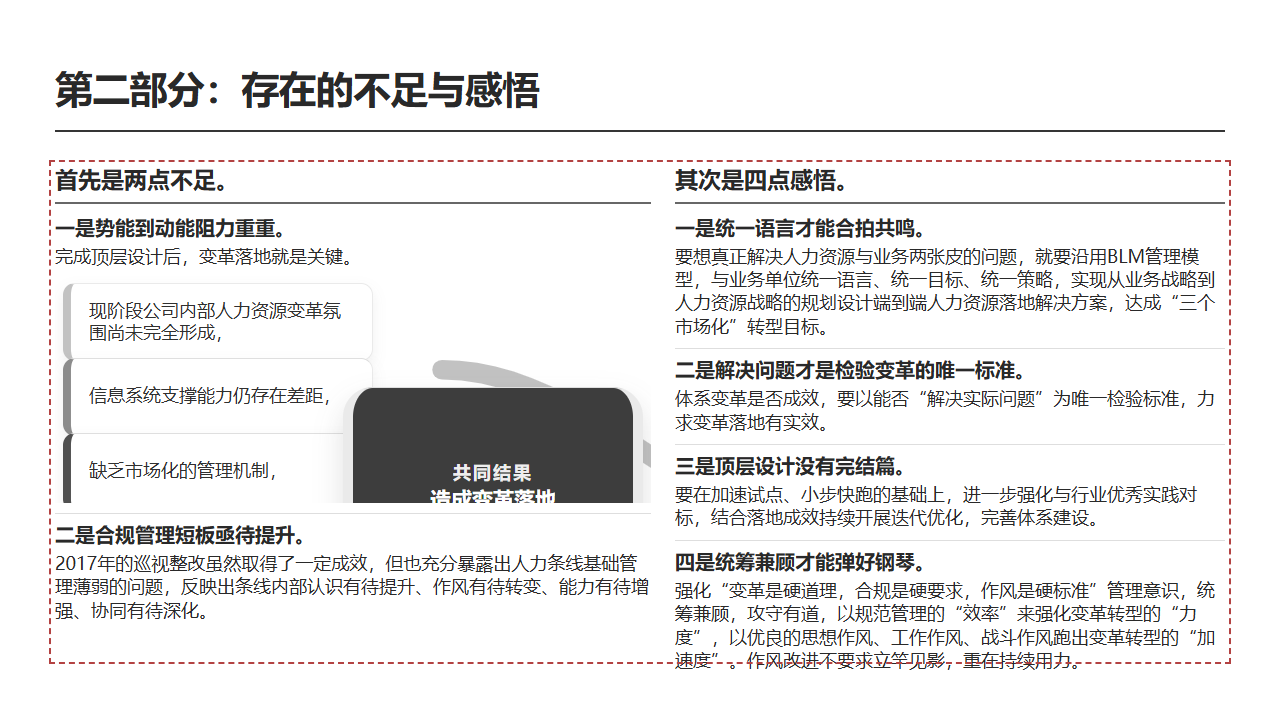 第二部分：存在的不足与感悟
首先是两点不足。
一是势能到动能阻力重重。
完成顶层设计后，变革落地就是关键。
现阶段公司内部人力资源变革氛
围尚未完全形成，
信息系统支撑能力仍存在差距，
缺乏市场化的管理机制，
共同结果
造成变革落地
二是合规管理短板亟待提升。
2017年的巡视整改虽然取得了一定成效，但也充分暴露出人力条线基础管
理薄弱的问题，反映出条线内部认识有待提升、作风有待转变、能力有待增
强、协同有待深化。
其次是四点感悟。
一是统一语言才能合拍共鸣。
要想真正解决人力资源与业务两张皮的问题，就要沿用BLM管理模
型，与业务单位统一语言、统一目标、统一策略，实现从业务战略到
人力资源战略的规划设计端到端人力资源落地解决方案，达成“三个
市场化”转型目标。
二是解决问题才是检验变革的唯一标准。
体系变革是否成效，要以能否“解决实际问题”为唯一检验标准，力
求变革落地有实效。
三是顶层设计没有完结篇。
要在加速试点、小步快跑的基础上，进一步强化与行业优秀实践对
标，结合落地成效持续开展迭代优化，完善体系建设。
四是统筹兼顾才能弹好钢琴。
强化“变革是硬道理，合规是硬要求，作风是硬标准”管理意识，统
筹兼顾，攻守有道，以规范管理的“效率”来强化变革转型的“力
度”，以优良的思想作风、工作作风、战斗作风跑出变革转型的“加
速度”。作风改进不要求立竿见影，重在持续用力。